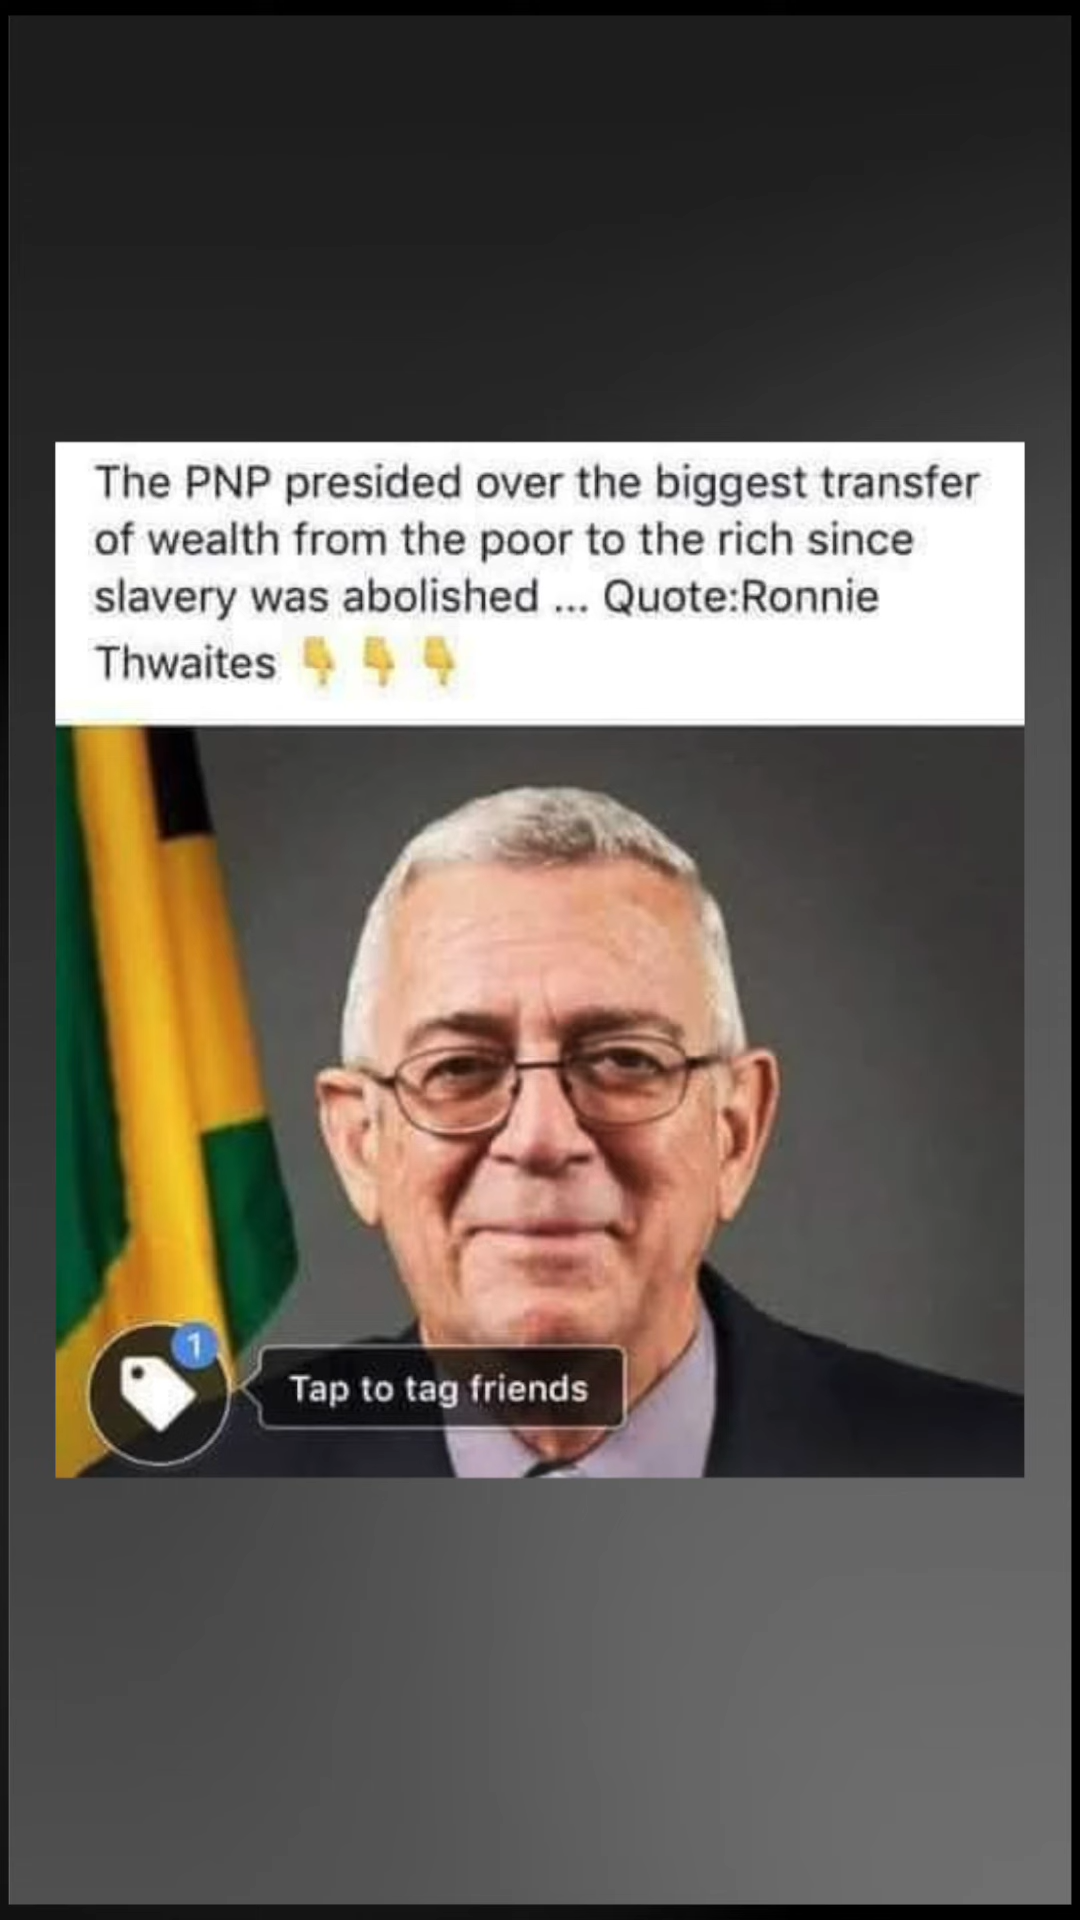 The PNP presided over the biggest transfer
of wealth from the poor to the rich since
slavery was abolished ... Quote:Ronnie
Thwaites 👇 👇 👇
1
Tap to tag friends